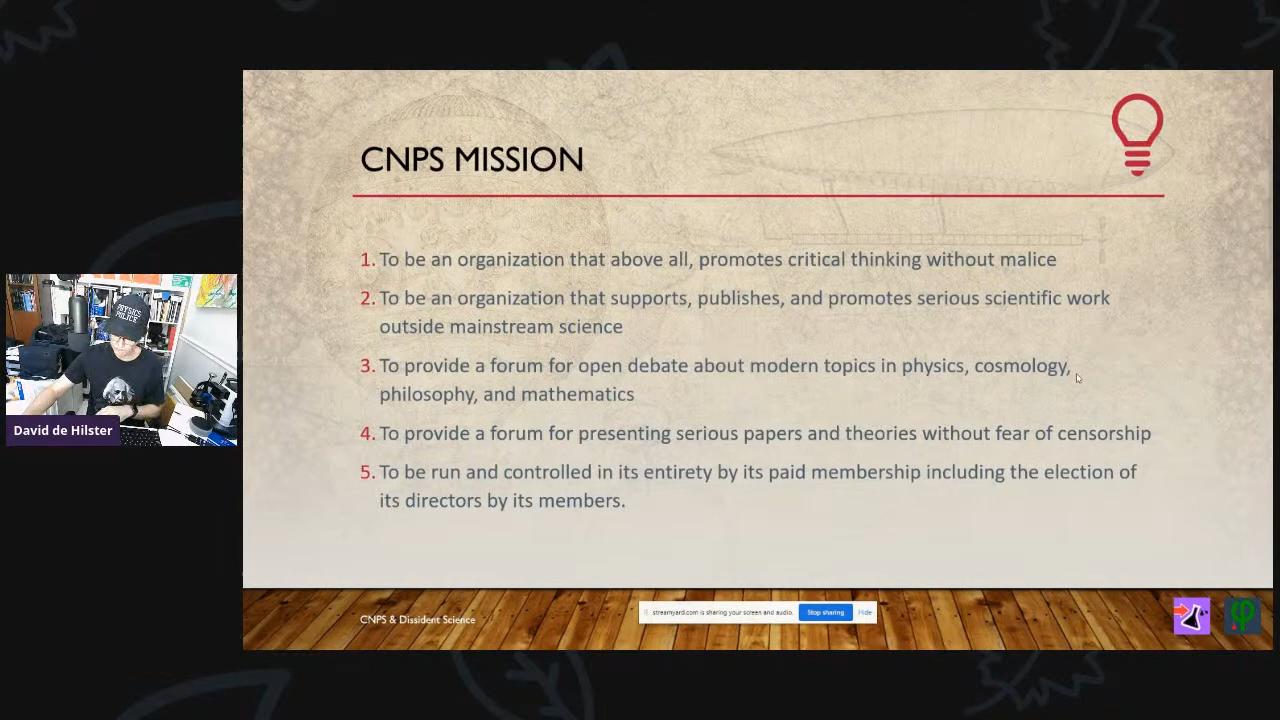 CNPS MISSION
1. To be an organization that above all, promotes critical thinking without malice
2. To be an organization that supports, publishes, and promotes serious scientific work
outside mainstream science
3. To provide a forum for open debate about modern topics in physics, cosmology,
philosophy, and mathematics
4. To provide a forum for presenting serious papers and theories without fear of censorship
5. To be run and controlled in its entirety by its paid membership including the election of
its directors by its members.
PHYSICS
POLICE
David de Hilster
CNPS & Dissident Science
streamyard.com is sharing your screen and audio.
Stop sharing
Hide